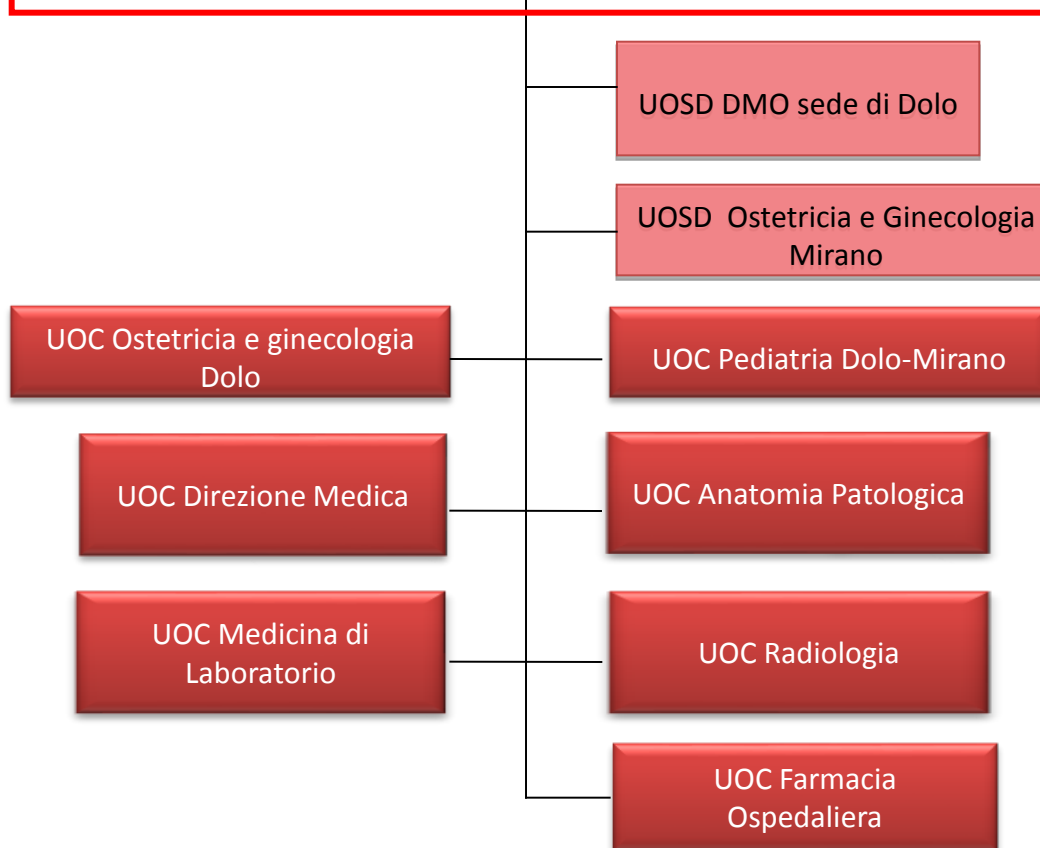 UOSD DMO sede di Dolo
UOSD  Ostetricia e Ginecologia
Mirano
UOC Ostetricia e ginecologia
Dolo
UOC Pediatria Dolo-Mirano
UOC Direzione Medica
UOC Anatomia Patologica
UOC Medicina di
Laboratorio
UOC Radiologia
UOC Farmacia
Ospedaliera